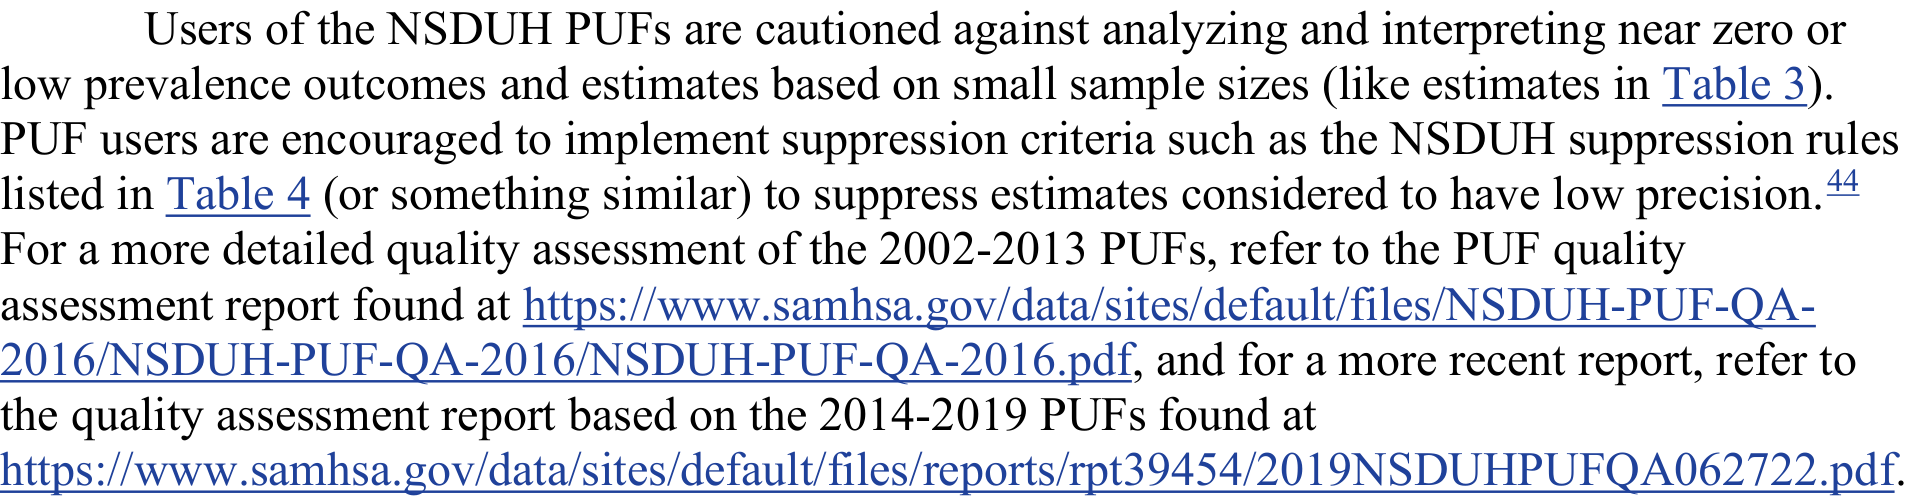 Users of the NSDUH PUFs are cautioned against analyzing and interpreting near zero or
low prevalence outcomes and estimates based on small sample sizes (like estimates in Table 3).
PUF users are encouraged to implement suppression criteria such as the NSDUH suppression rules
listed in Table 4 (or something similar) to suppress estimates considered to have low precision.44
For a more detailed quality assessment of the 2002-2013 PUFs, refer to the PUF quality
assessment report found at https://www.samhsa.gov/data/sites/default/files/NSDUH-PUF-QA-
2016/NSDUH-PUF-QA-2016/NSDUH-PUF-QA-2016.pdf, and for a more recent report, refer to
the quality assessment report based on the 2014-2019 PUFs found at
https://www.samhsa.gov/data/sites/default/files/reports/rpt39454/2019NSDUHPUFQA062722.pdf.